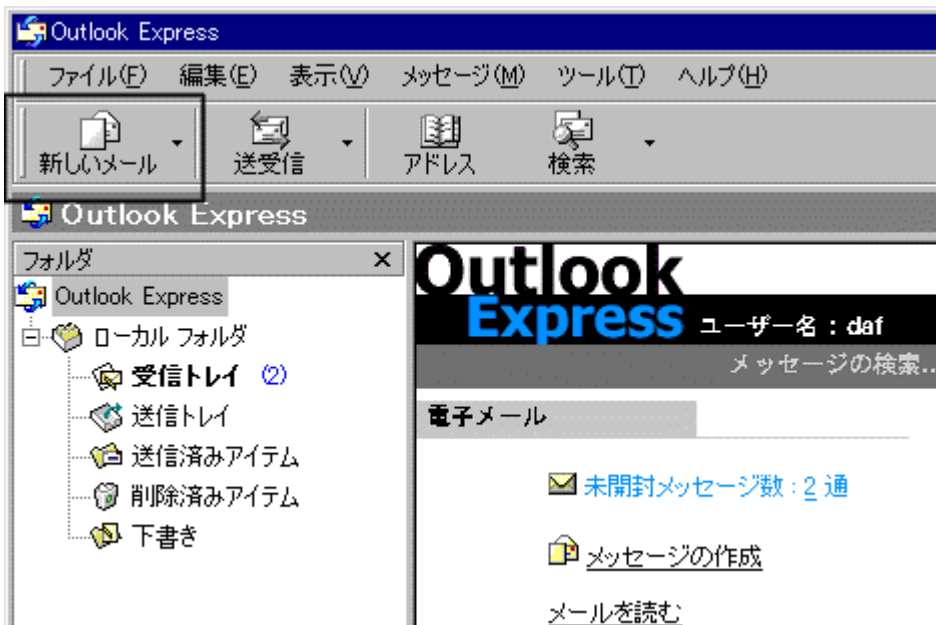 Outlook Express
ファイル(F) 編集(E) 表示(V) メッセージ(M) ツール(T) ヘルプ(H)
新しいメール 送受信 アドレス 検索
Outlook Express
フォルダ ×
Outlook Express
ローカル フォルダ
受信トレイ (2)
送信トレイ
送信済みアイテム
削除済みアイテム
下書き
Outlook
Express ユーザー名 : daf
メッセージの検索...
電子メール
未開封メッセージ数 : 2 通
メッセージの作成
メールを読む